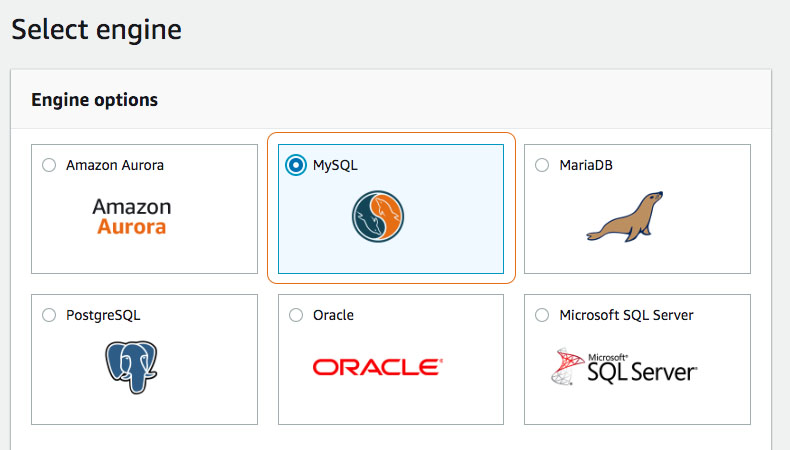 Select engine
Engine options
Amazon Aurora
MySQL
MariaDB
Amazon
Aurora
PostgreSQL
Oracle
Microsoft SQL Server
ORACLE®
Microsoft®
SQL Server®